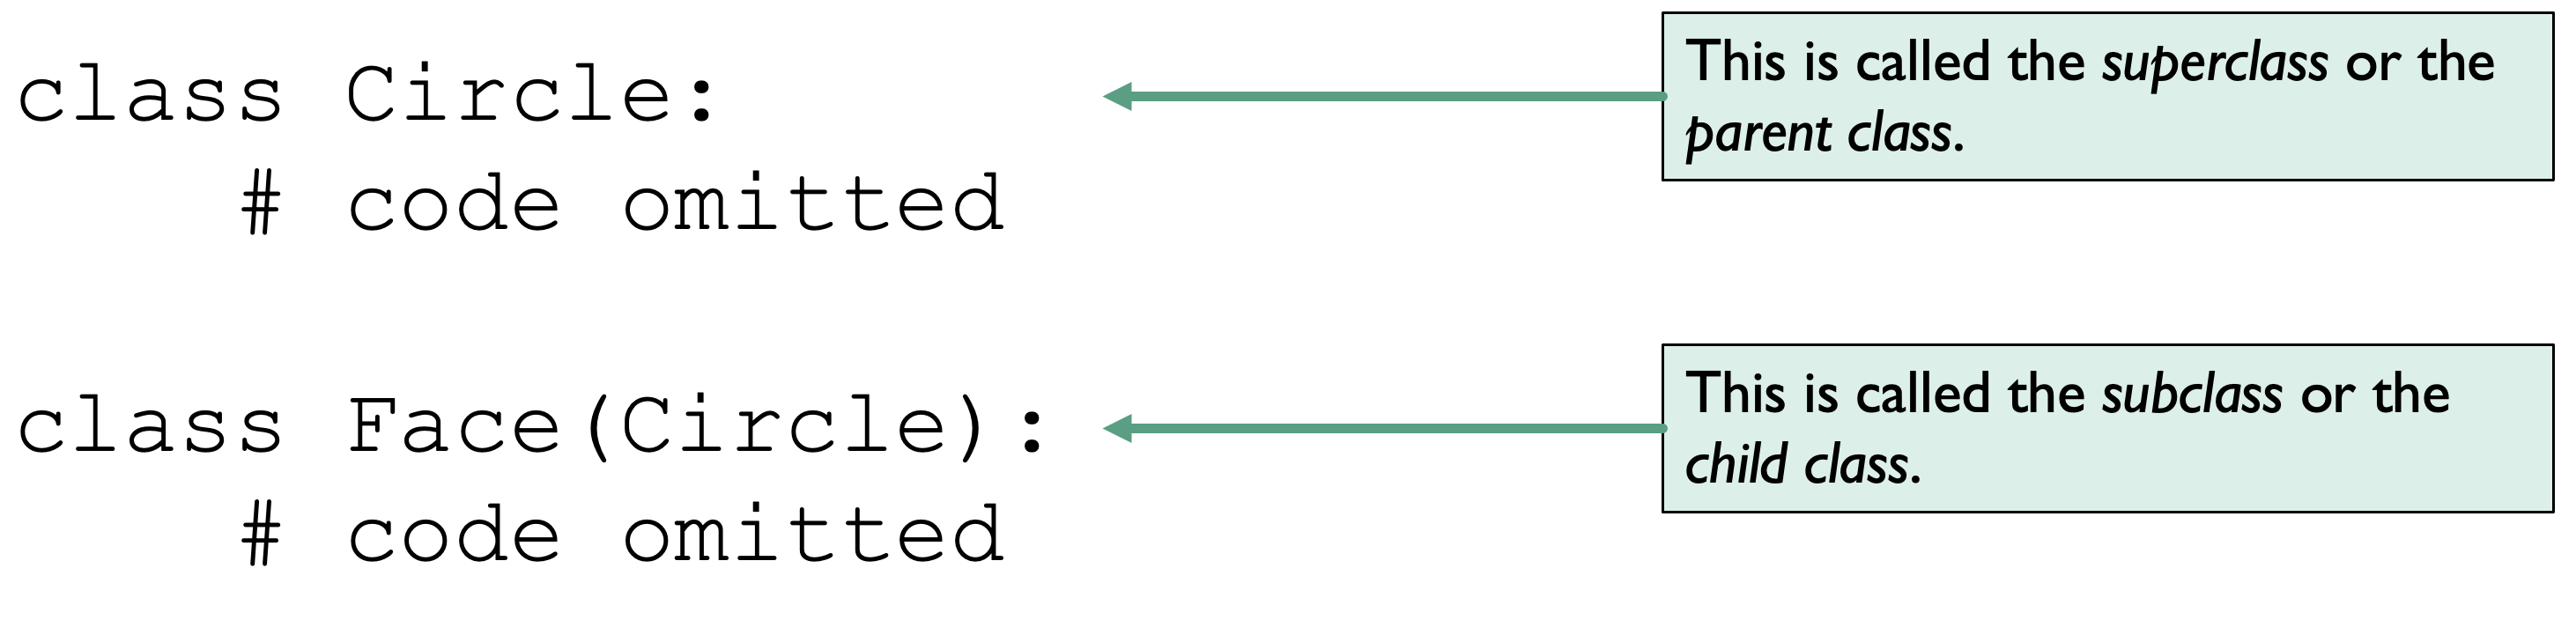 class Circle:
    # code omitted
This is called the superclass or the
parent class.
class Face(Circle):
    # code omitted
This is called the subclass or the
child class.